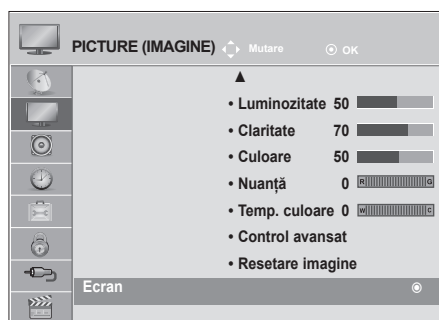 PICTURE (IMAGINE) Mutare OK
▲
• Luminozitate 50
• Claritate 70
• Culoare 50
• Nuanță 0 R G
• Temp. culoare 0 W C
• Control avansat
• Resetare imagine
Ecran